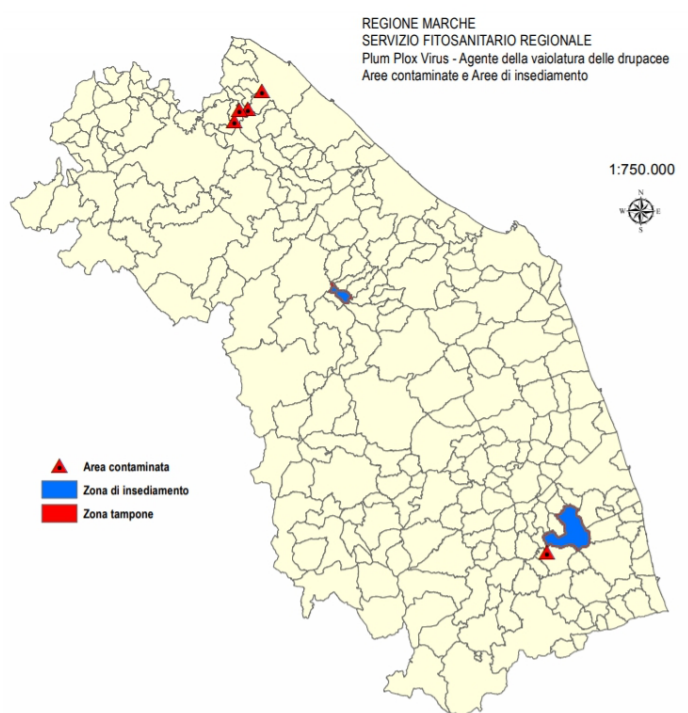 REGIONE MARCHE
SERVIZIO FITOSANITARIO REGIONALE
Plum Plox Virus - Agente della vaiolatura delle drupacee
Aree contaminate e Aree di insediamento
1:750.000
N
W E
S
Area contaminata
Zona di insediamento
Zona tampone